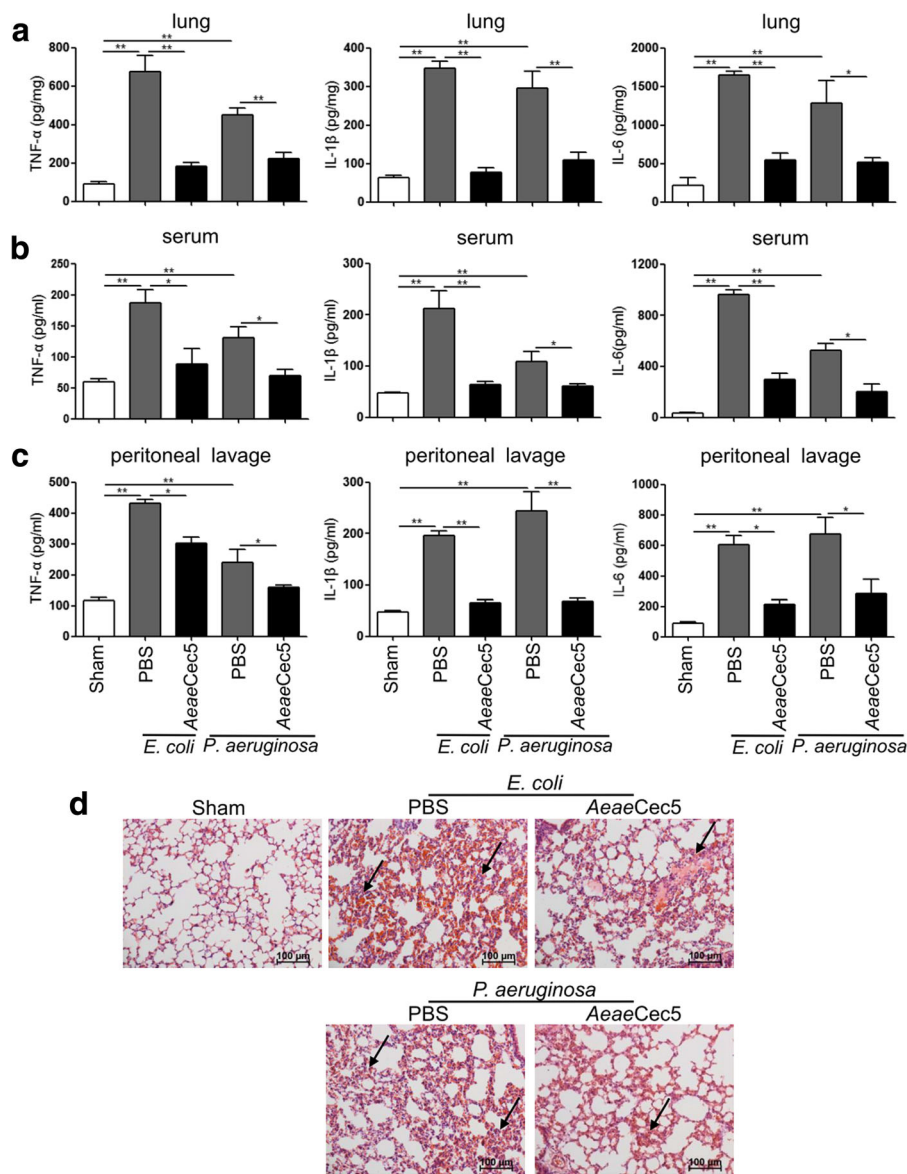 a
lung
lung
lung
TNF-α (pg/mg)
800
600
400
200
0
**
**
**
**
IL-1β (pg/mg)
400
300
200
100
0
**
**
**
**
IL-6 (pg/mg)
2000
1500
1000
500
0
**
**
**
*
b
serum
serum
serum
TNF-α (pg/ml)
250
200
150
100
50
0
**
**
*
*
IL-1β (pg/ml)
300
200
100
0
**
**
**
*
IL-6(pg/ml)
1200
800
400
0
**
**
**
*
c
peritoneal lavage
peritoneal lavage
peritoneal lavage
TNF-α (pg/ml)
500
400
300
200
100
0
**
**
*
*
IL-1β (pg/ml)
300
200
100
0
**
**
**
**
IL-6 (pg/ml)
1000
800
600
400
200
0
**
**
*
*
Sham
PBS
AeaeCec5
PBS
AeaeCec5
E. coli
P. aeruginosa
Sham
PBS
AeaeCec5
PBS
AeaeCec5
E. coli
P. aeruginosa
Sham
PBS
AeaeCec5
PBS
AeaeCec5
E. coli
P. aeruginosa
d
E. coli
Sham
PBS
AeaeCec5
100 µm
100 µm
100 µm
P. aeruginosa
PBS
AeaeCec5
100 µm
100 µm